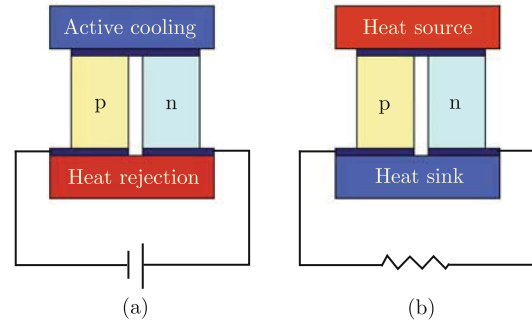 Active cooling
p n
Heat rejection
(a)
Heat source
p n
Heat sink
(b)